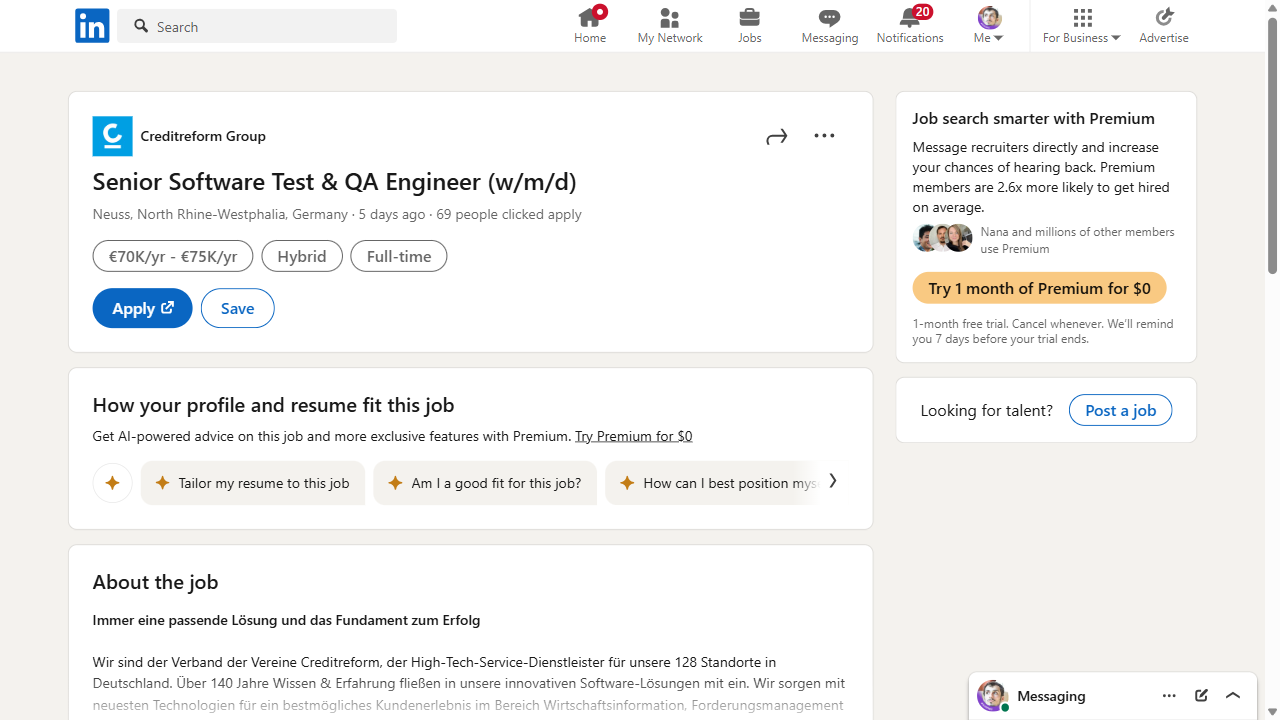 Search
Home
My Network
Jobs
Messaging
20
Notifications
Me
For Business
Advertise
Creditreform Group
Senior Software Test & QA Engineer (w/m/d)
Neuss, North Rhine-Westphalia, Germany · 5 days ago · 69 people clicked apply
€70K/yr - €75K/yr
Hybrid
Full-time
Apply
Save
How your profile and resume fit this job
Get AI-powered advice on this job and more exclusive features with Premium. Try Premium for $0
Tailor my resume to this job
Am I a good fit for this job?
How can I best position mys
About the job
Immer eine passende Lösung und das Fundament zum Erfolg
Wir sind der Verband der Vereine Creditreform, der High-Tech-Service-Dienstleister für unsere 128 Standorte in
Deutschland. Über 140 Jahre Wissen & Erfahrung fließen in unsere innovativen Software-Lösungen mit ein. Wir sorgen mit
neuesten Technologien für ein bestmögliches Kundenerlebnis im Bereich Wirtschaftsinformation, Forderungsmanagement
Job search smarter with Premium
Message recruiters directly and increase
your chances of hearing back. Premium
members are 2.6x more likely to get hired
on average.
Nana and millions of other members
use Premium
Try 1 month of Premium for $0
1-month free trial. Cancel whenever. We'll remind
you 7 days before your trial ends.
Looking for talent?
Post a job
Messaging